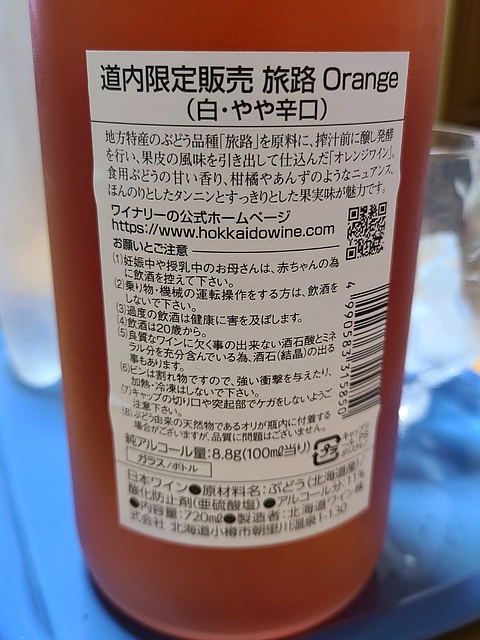 道内限定販売 旅路 Orange
(白・やや辛口)
地方特産のぶどう品種「旅路」を原料に、搾汁前に醸し発酵
を行い、果皮の風味を引き出して仕込んだ「オレンジワイン」。
食用ぶどうの甘い香り、柑橘やあんずのようなニュアンス、
ほんのりとしたタンニンとすっきりとした果実味が魅力です。
ワイナリーの公式ホームページ
https://www.hokkaidowine.com
お願いとご注意
(1)妊娠中や授乳中のお母さんは、赤ちゃんの為
に飲酒を控えて下さい。
(2)乗り物・機械の運転操作をする方は、飲酒を
しないで下さい。
(3)過度の飲酒は健康に害を及ぼします。
(4)飲酒は20歳から。
(5)良質なワインに欠く事の出来ない酒石酸とミネ
ラル分を充分含んでいる為、酒石(結晶)の出る
事もあります。
(6)ビンは割れ物ですので、強い衝撃を与えたり、
加熱・冷凍はしないで下さい。
(7)キャップの切り口や突起部でケガをしないようご
注意下さい。
(8)ぶどう由来の天然物であるオリが瓶内に付着する
場合がございますが、品質に問題はございません。
4990583315850
純アルコール量:8.8g(100ml当り)
ガラス/ボトル
プラ
日本ワイン●原材料名:ぶどう(北海道産)/
酸化防止剤(亜硫酸塩)●アルコール分:11%
●内容量:720ml●製造者:北海道ワイン株
式会社 北海道小樽市朝里川温泉1-130